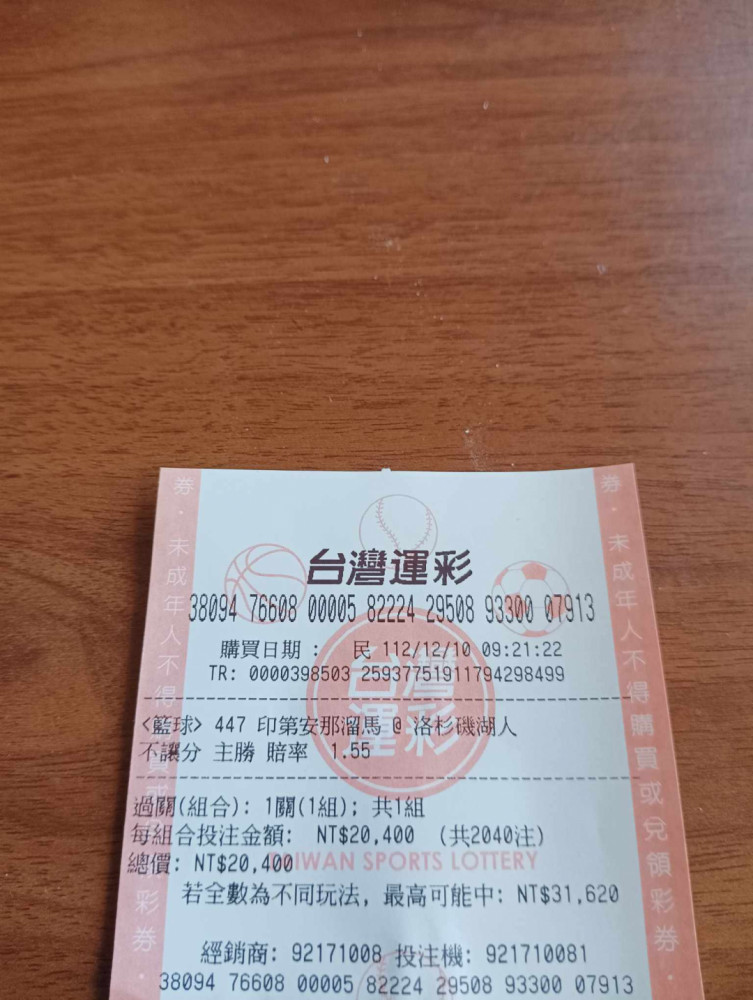 台灣運彩
38094 76608 00005 82224 29508 93300 07913
購買日期： 民 112/12/10 09:21:22
TR: 0000398503 25937751911794298499
<籃球> 447 印第安那溜馬 @ 洛杉磯湖人
不讓分 主勝 賠率 1.55
過關(組合): 1關(1組); 共1組
每組合投注金額: NT$20,400 (共2040注)
總價: NT$20,400
TAIWAN SPORTS LOTTERY
若全數為不同玩法, 最高可能中: NT$31,620
經銷商: 92171008 投注機: 921710081
38094 76608 00005 82224 29508 93300 07913
台灣運彩
券・未成年人不得購買或 彩券・
券・未成年人不得購買或兌領彩券・